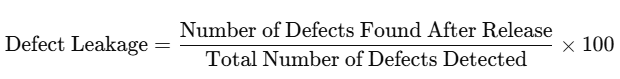 Defect Leakage = Number of Defects Found After Release / Total Number of Defects Detected × 100